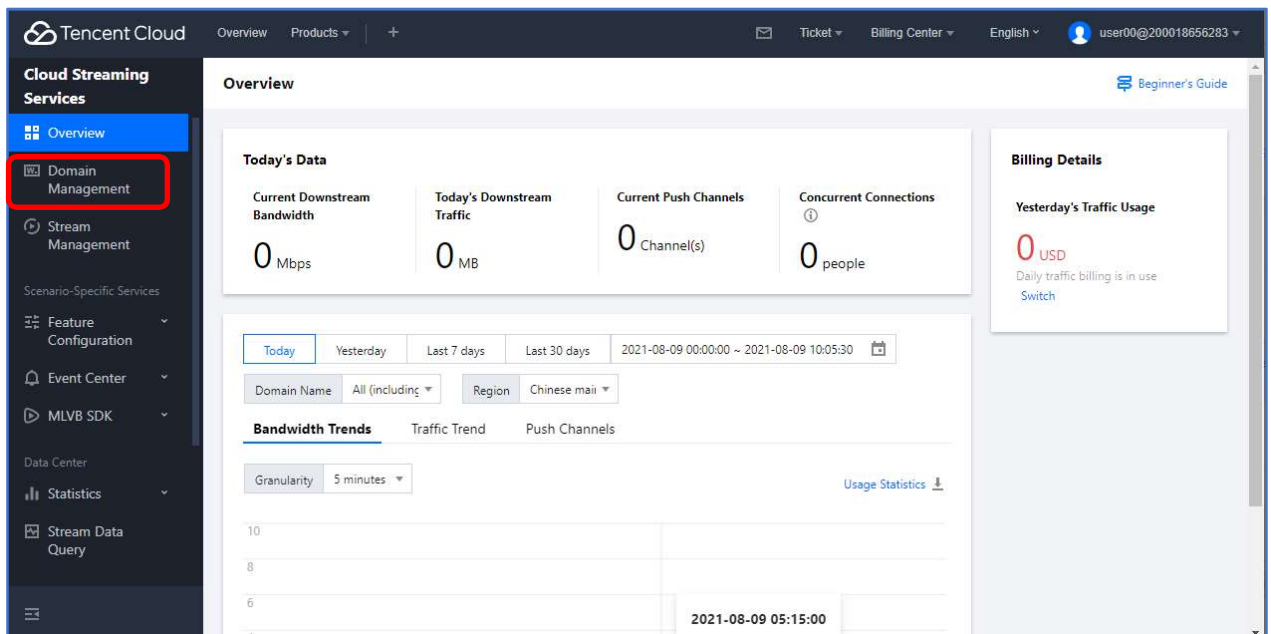 Tencent Cloud
Overview Products +
Ticket Billing Center English user00@200018656283
Cloud Streaming
Services
Overview
Domain
Management
Stream
Management
Scenario-Specific Services
Feature
Configuration
Event Center
MLVB SDK
Data Center
Statistics
Stream Data
Query
Overview
Beginner's Guide
Today's Data
Current Downstream
Bandwidth
0 Mbps
Today's Downstream
Traffic
0 MB
Current Push Channels
0 Channel(s)
Concurrent Connections
0 people
Billing Details
Yesterday's Traffic Usage
0 USD
Daily traffic billing is in use
Switch
Today Yesterday Last 7 days Last 30 days 2021-08-09 00:00:00 ~ 2021-08-09 10:05:30
Domain Name All (including Region Chinese mai
Bandwidth Trends Traffic Trend Push Channels
Granularity 5 minutes
Usage Statistics
10
8
6
2021-08-09 05:15:00